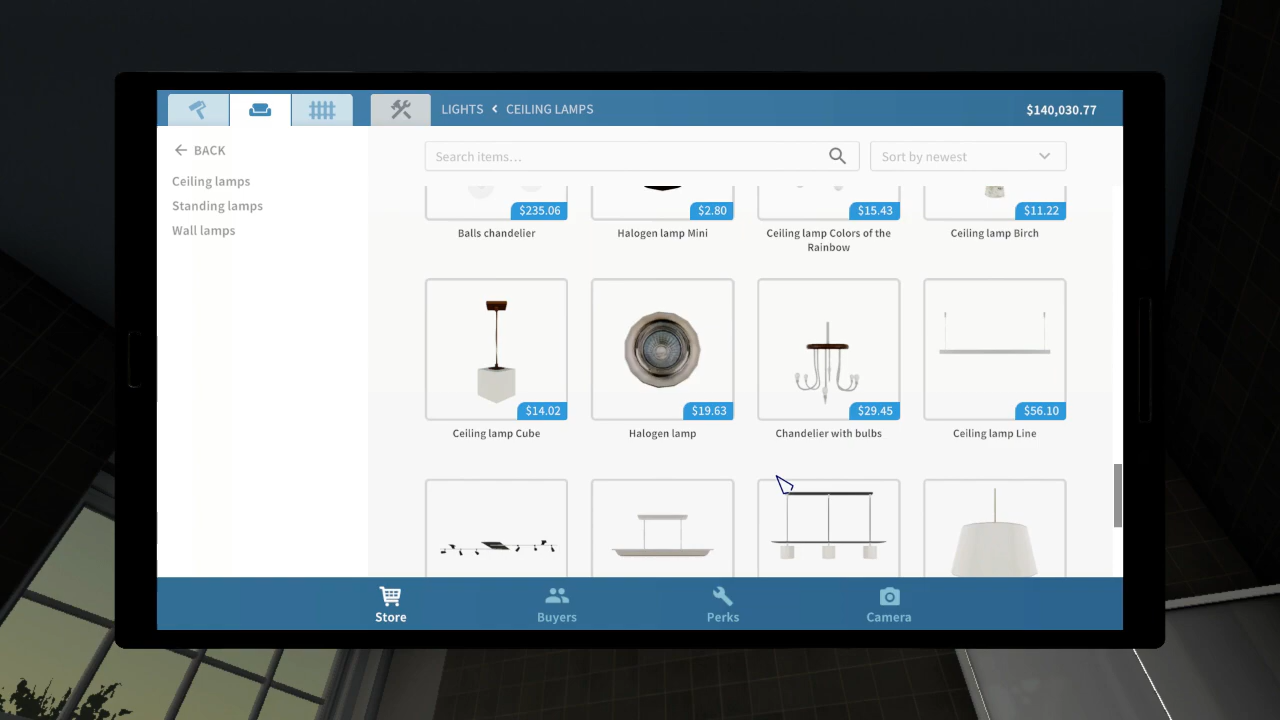 LIGHTS < CEILING LAMPS
$140,030.77
BACK
Search items...
Sort by newest
Ceiling lamps
Standing lamps
Wall lamps
$235.06
$2.80
$15.43
$11.22
Balls chandelier
Halogen lamp Mini
Ceiling lamp Colors of the
Rainbow
Ceiling lamp Birch
$14.02
$19.63
$29.45
$56.10
Ceiling lamp Cube
Halogen lamp
Chandelier with bulbs
Ceiling lamp Line
Store
Buyers
Perks
Camera